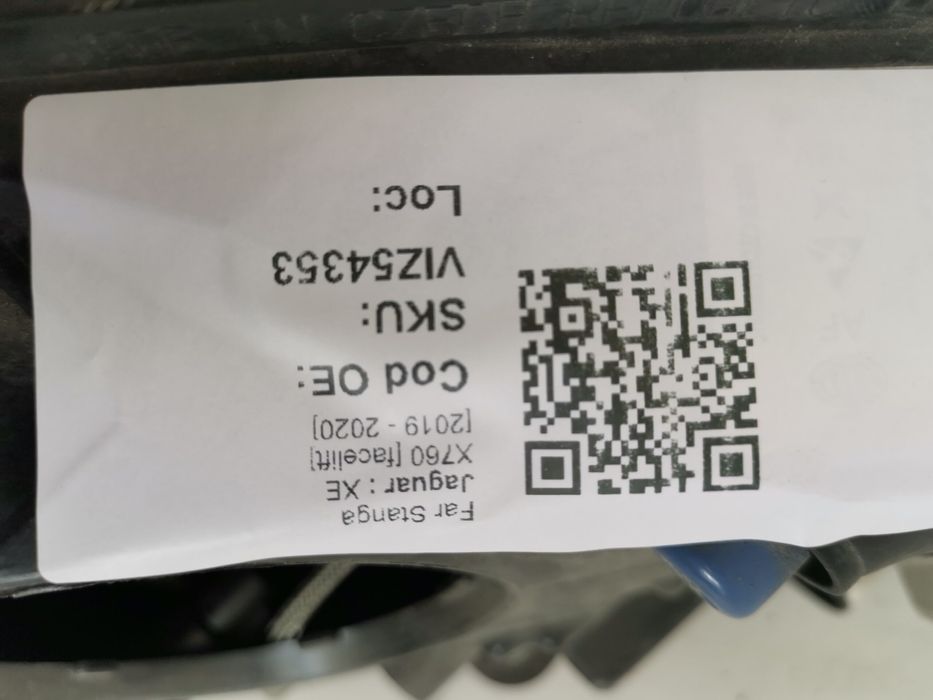 Far Stanga
Jaguar : XE
X760 [facelift]
[2019 - 2020]
Cod OE:
SKU:
VIZ54353
Loc: